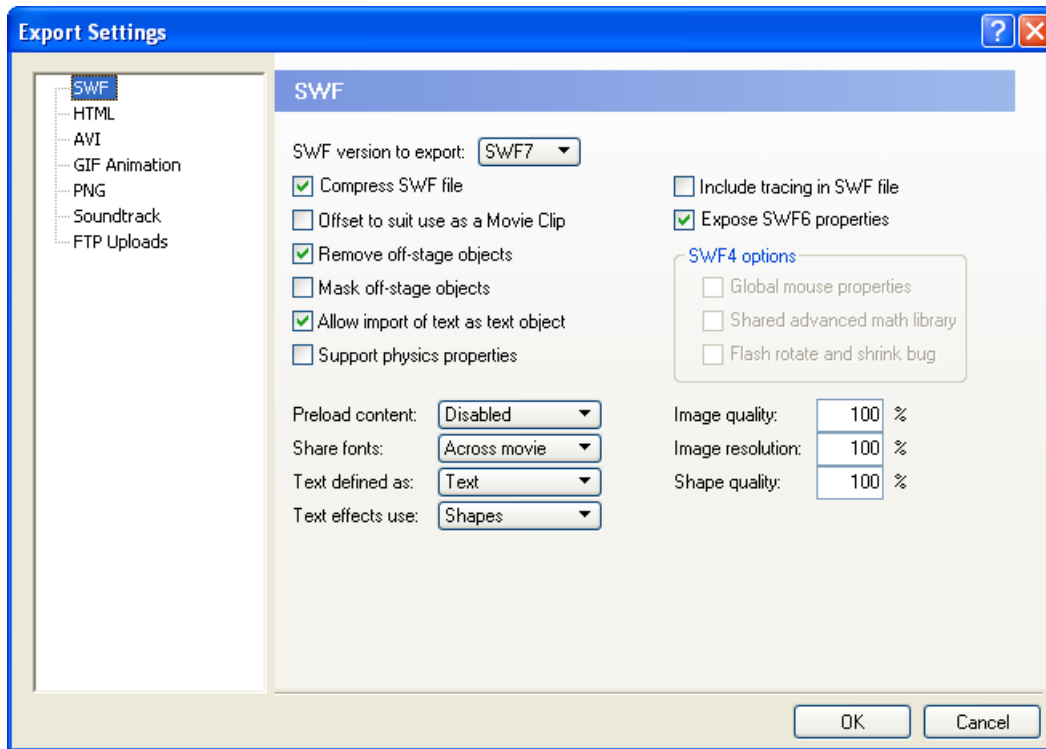 Export Settings
SWF
HTML
AVI
GIF Animation
PNG
Soundtrack
FTP Uploads
SWF
SWF version to export: SWF7
Compress SWF file
Offset to suit use as a Movie Clip
Remove off-stage objects
Mask off-stage objects
Allow import of text as text object
Support physics properties
Include tracing in SWF file
Expose SWF6 properties
SWF4 options
Global mouse properties
Shared advanced math library
Flash rotate and shrink bug
Preload content: Disabled
Share fonts: Across movie
Text defined as: Text
Text effects use: Shapes
Image quality: 100 %
Image resolution: 100 %
Shape quality: 100 %
OK Cancel